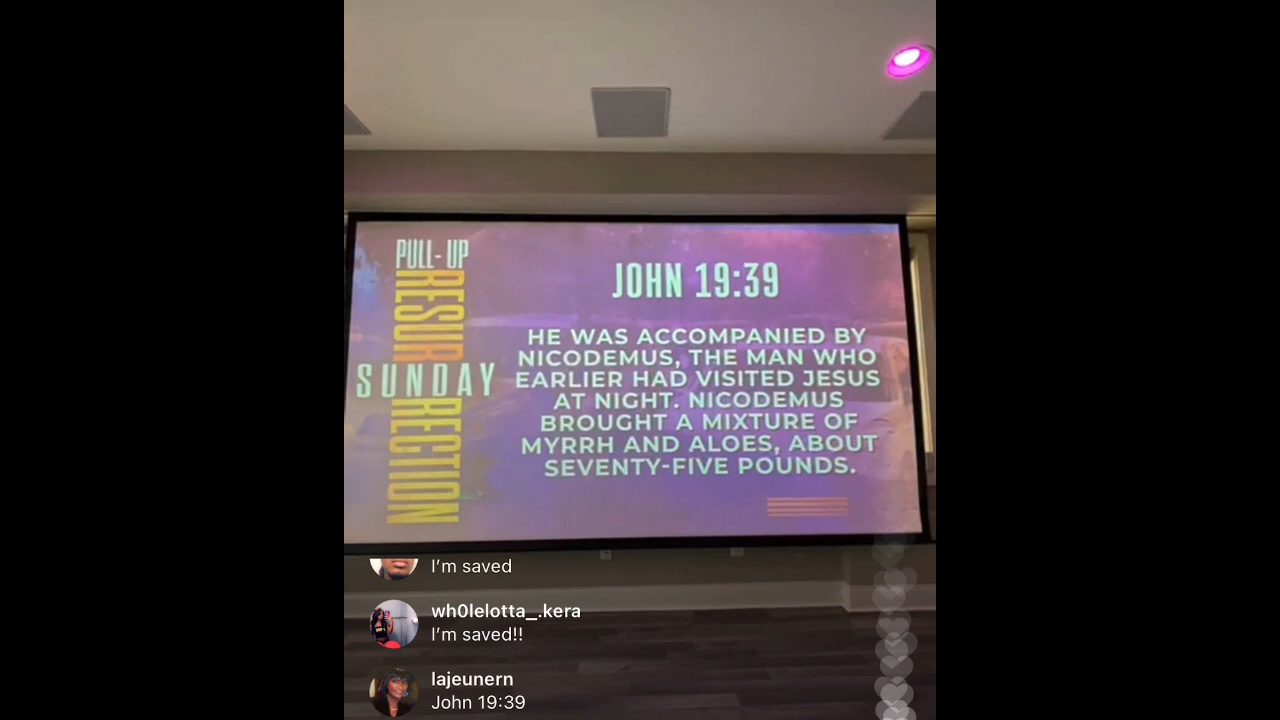 PULL-UP
RESUR
SUNDAY
RECTION
JOHN 19:39
HE WAS ACCOMPANIED BY
NICODEMUS, THE MAN WHO
EARLIER HAD VISITED JESUS
AT NIGHT. NICODEMUS
BROUGHT A MIXTURE OF
MYRRH AND ALOES, ABOUT
SEVENTY-FIVE POUNDS.
I’m saved
wh0lelotta_.kera
I’m saved!!
lajeunern
John 19:39